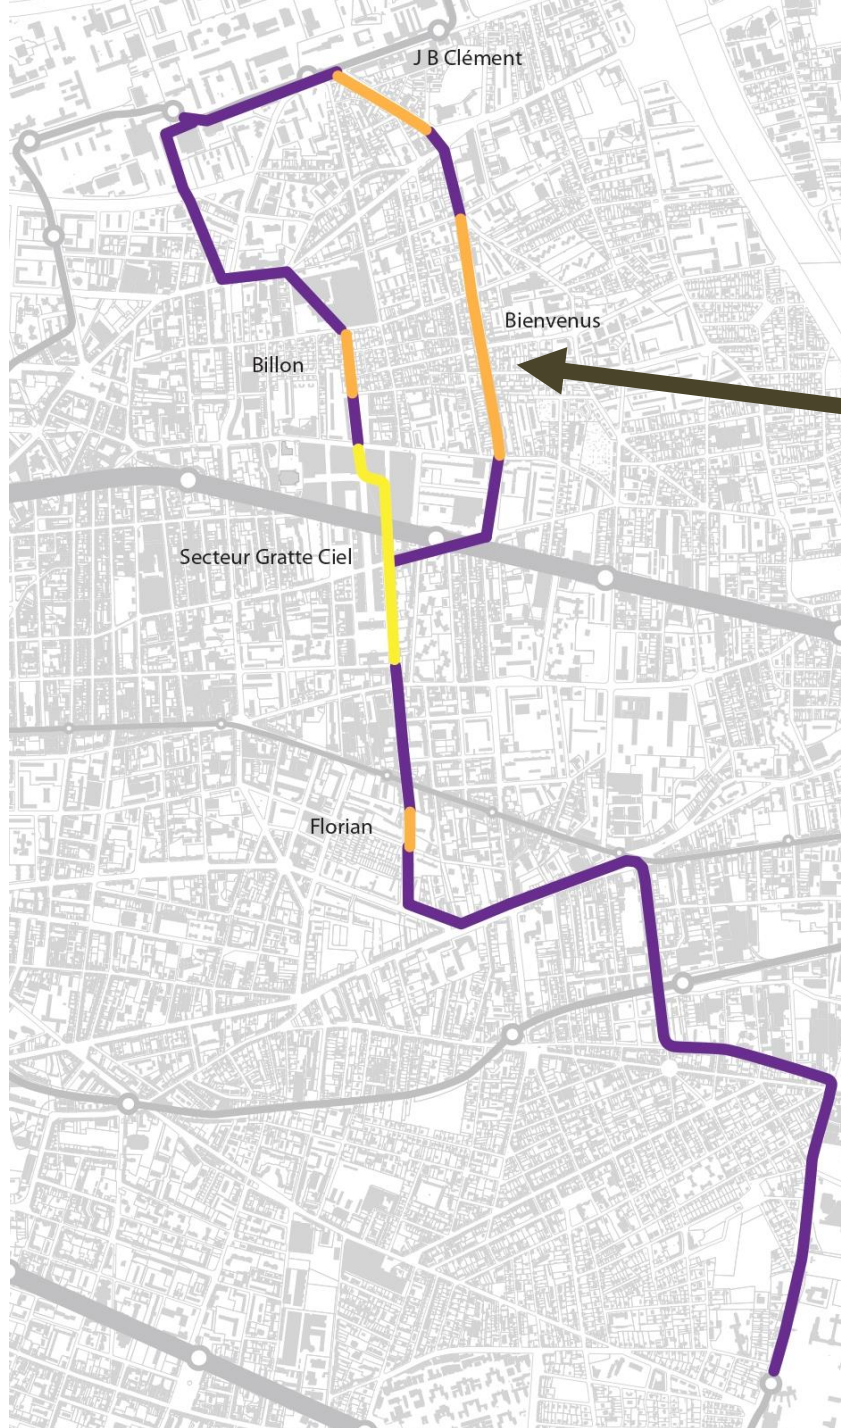 J B Clément
Bienvenus
Billon
Secteur Gratte Ciel
Florian